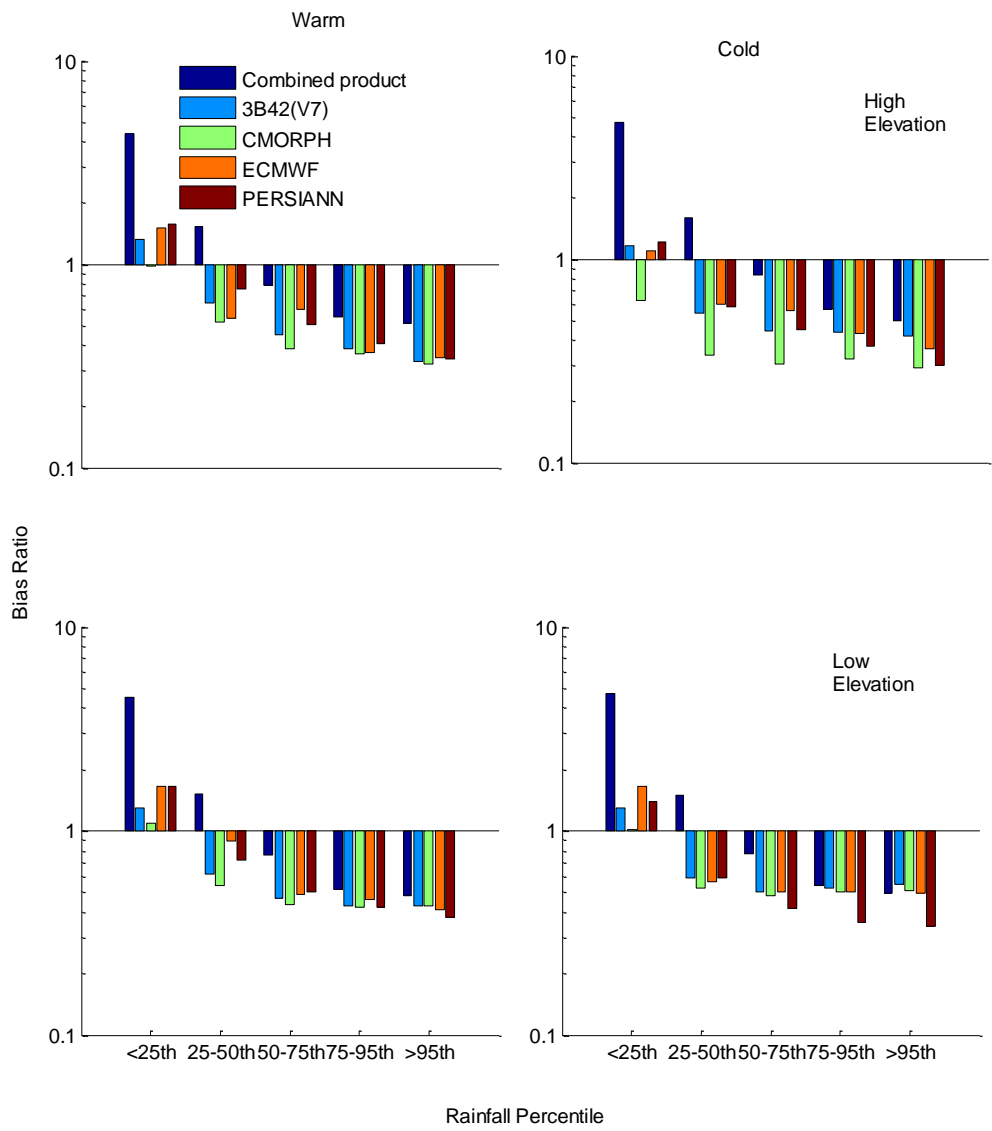 Warm
Cold
10
1
0.1
Combined product
3B42(V7)
CMORPH
ECMWF
PERSIANN
10
1
0.1
High
Elevation
Bias Ratio
10
1
0.1
<25th 25-50th 50-75th 75-95th >95th
10
1
0.1
Low
Elevation
<25th 25-50th 50-75th 75-95th >95th
Rainfall Percentile